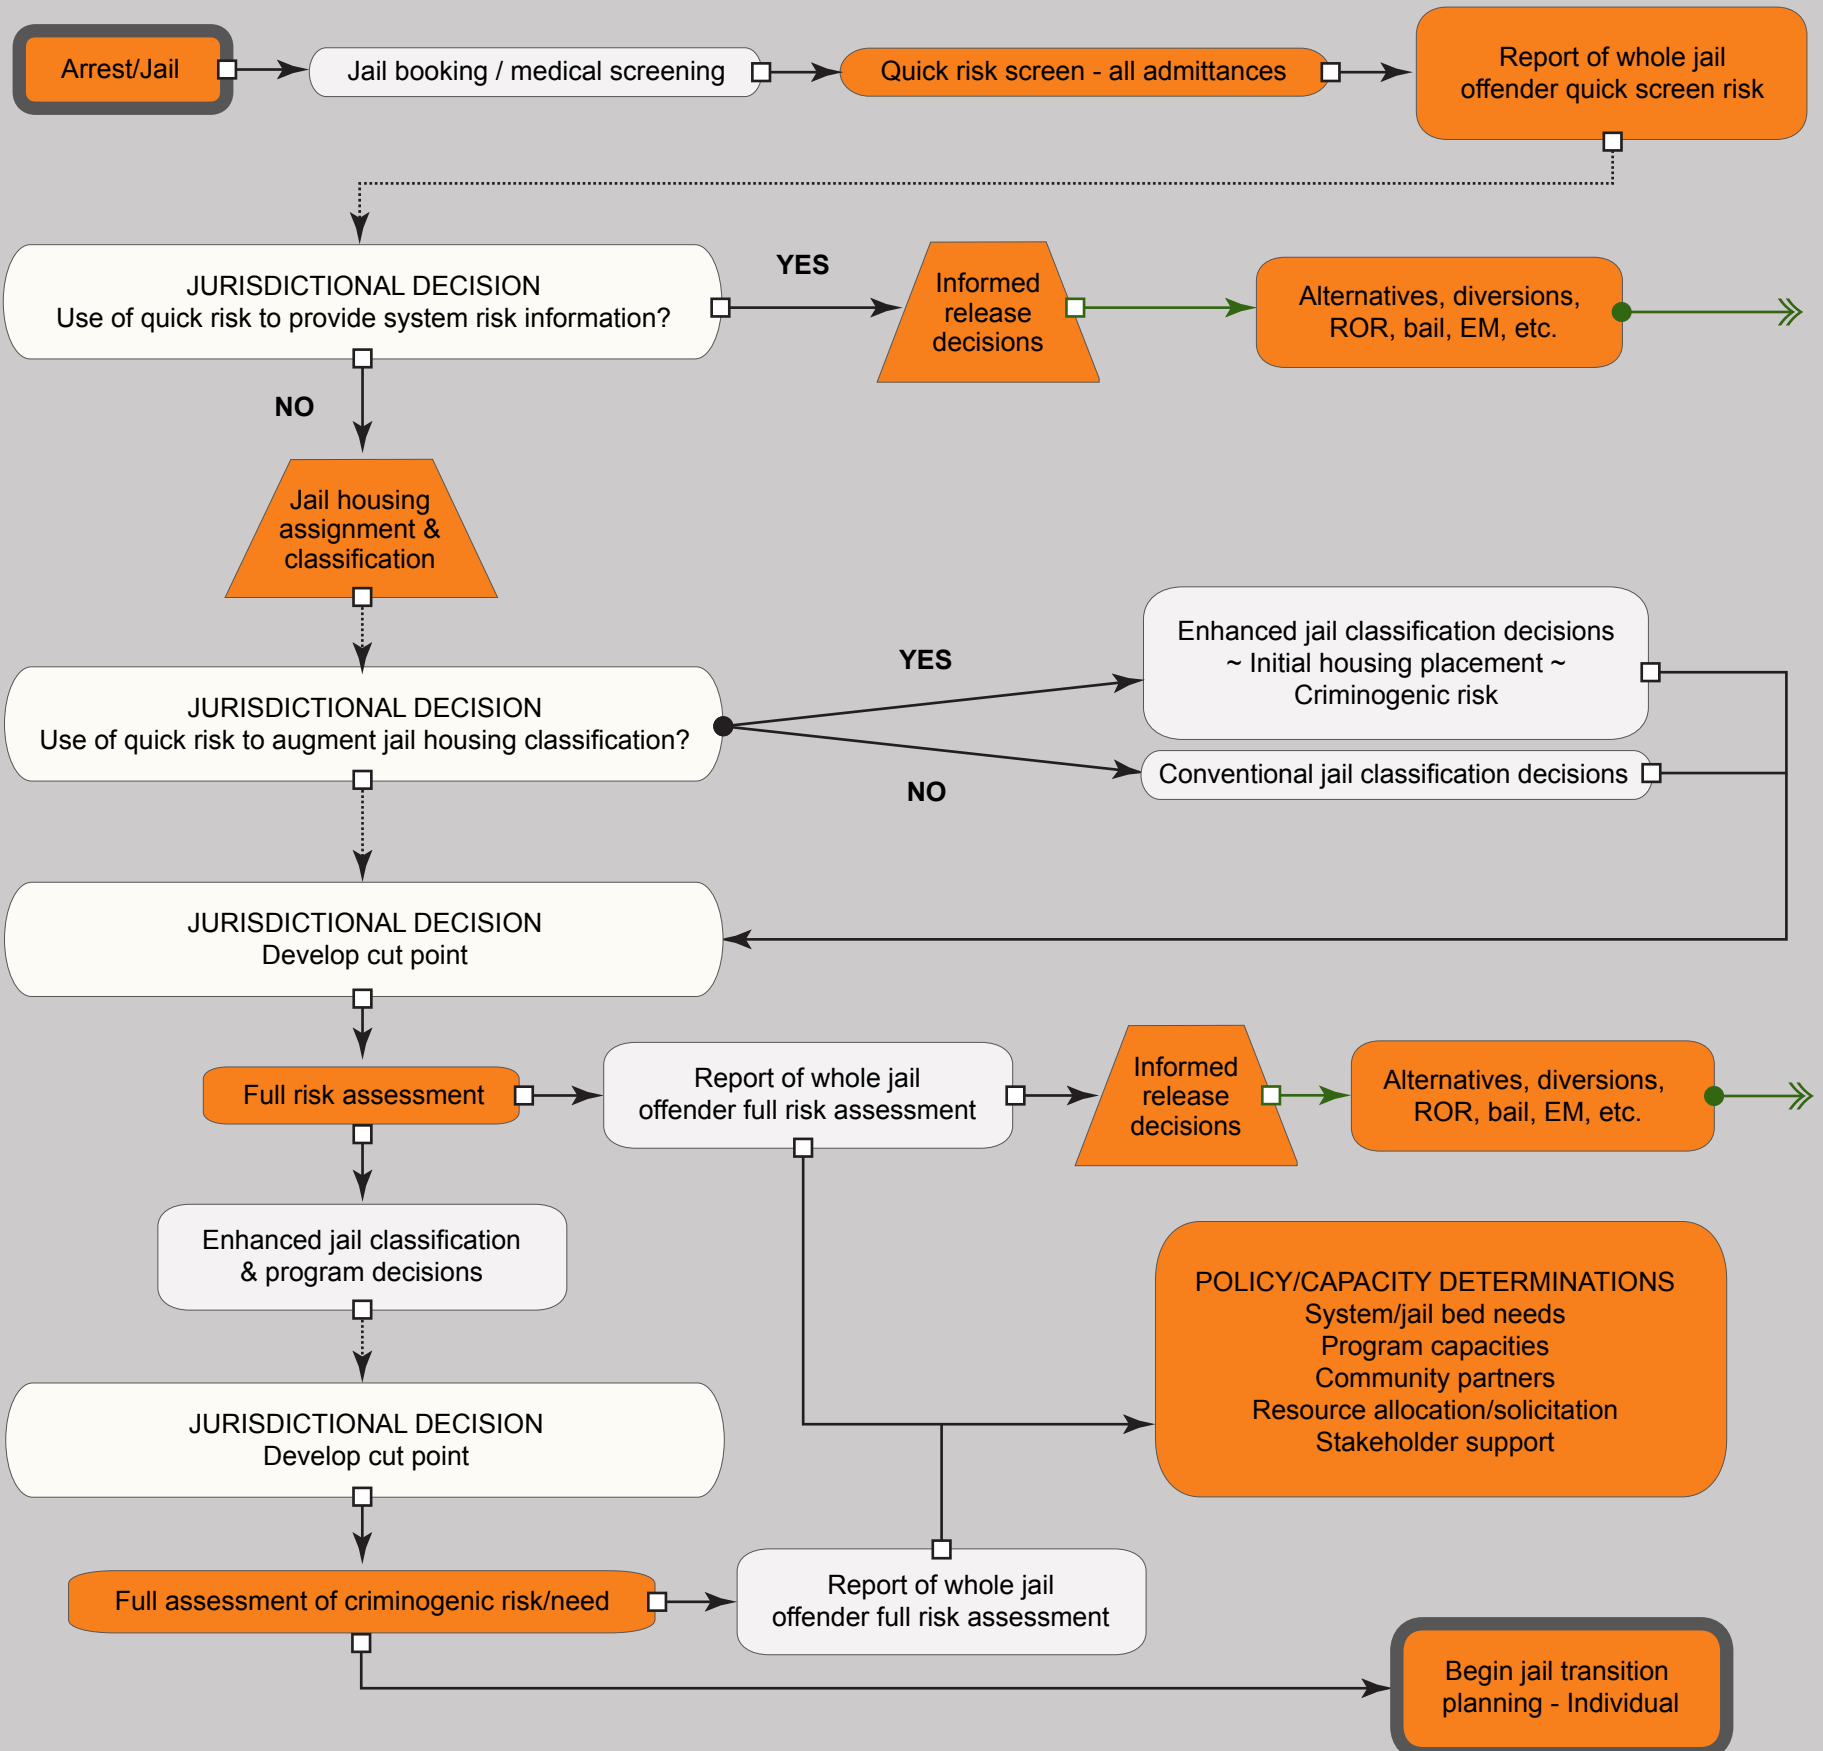 Arrest/Jail
Jail booking / medical screening
Quick risk screen - all admittances
Report of whole jail
offender quick screen risk
JURISDICTIONAL DECISION
Use of quick risk to provide system risk information?
YES
Informed
release
decisions
Alternatives, diversions,
ROR, bail, EM, etc.
NO
Jail housing
assignment &
classification
JURISDICTIONAL DECISION
Use of quick risk to augment jail housing classification?
YES
Enhanced jail classification decisions
~ Initial housing placement ~
Criminogenic risk
NO
Conventional jail classification decisions
JURISDICTIONAL DECISION
Develop cut point
Full risk assessment
Report of whole jail
offender full risk assessment
Informed
release
decisions
Alternatives, diversions,
ROR, bail, EM, etc.
Enhanced jail classification
& program decisions
POLICY/CAPACITY DETERMINATIONS
System/jail bed needs
Program capacities
Community partners
Resource allocation/solicitation
Stakeholder support
JURISDICTIONAL DECISION
Develop cut point
Full assessment of criminogenic risk/need
Report of whole jail
offender full risk assessment
Begin jail transition
planning - Individual